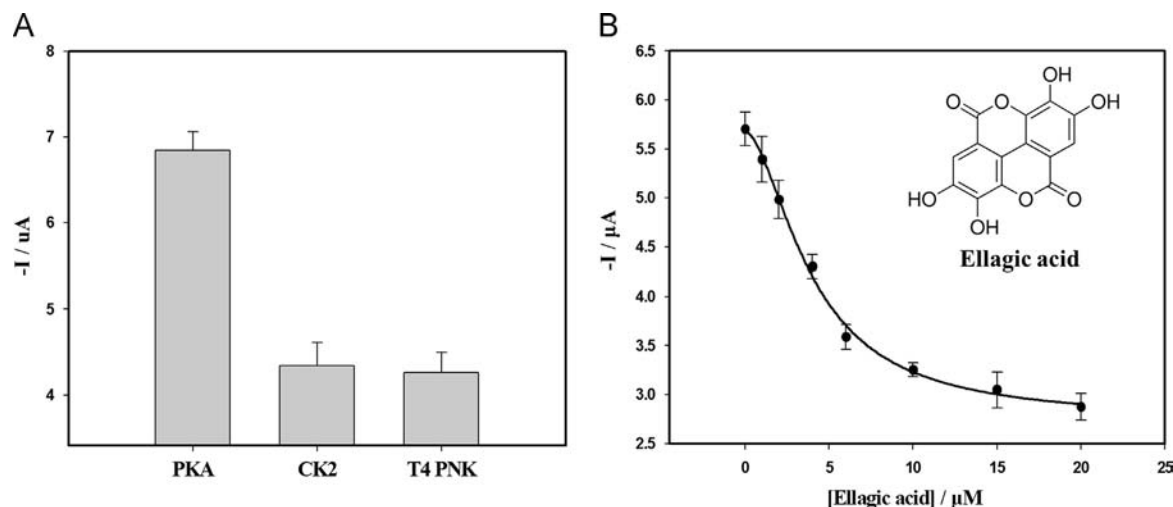 A
8
7
6
5
4
-I / uA
PKA CK2 T4 PNK
B
6.5
6.0
5.5
5.0
4.5
4.0
3.5
3.0
2.5
-I / µA
0 5 10 15 20 25
[Ellagic acid] / µM
OH
O O OH
HO O O
OH
Ellagic acid